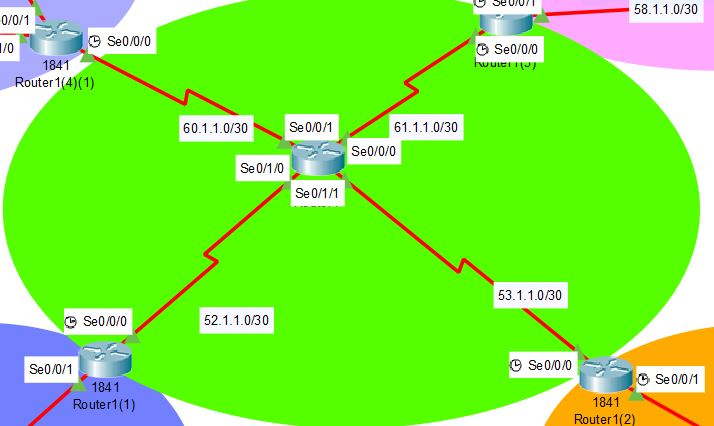 0/0/1
Se0/0/1
58.1.1.0/30
Se0/0/0
1/0
Se0/0/0
1841
Router1(4)(1)
Router1(3)
60.1.1.0/30
Se0/0/1
61.1.1.0/30
Se0/0/0
Se0/1/0
Se0/1/1
53.1.1.0/30
Se0/0/0
52.1.1.0/30
Se0/0/1
1841
Router1(1)
Se0/0/0
Se0/0/1
1841
Router1(2)